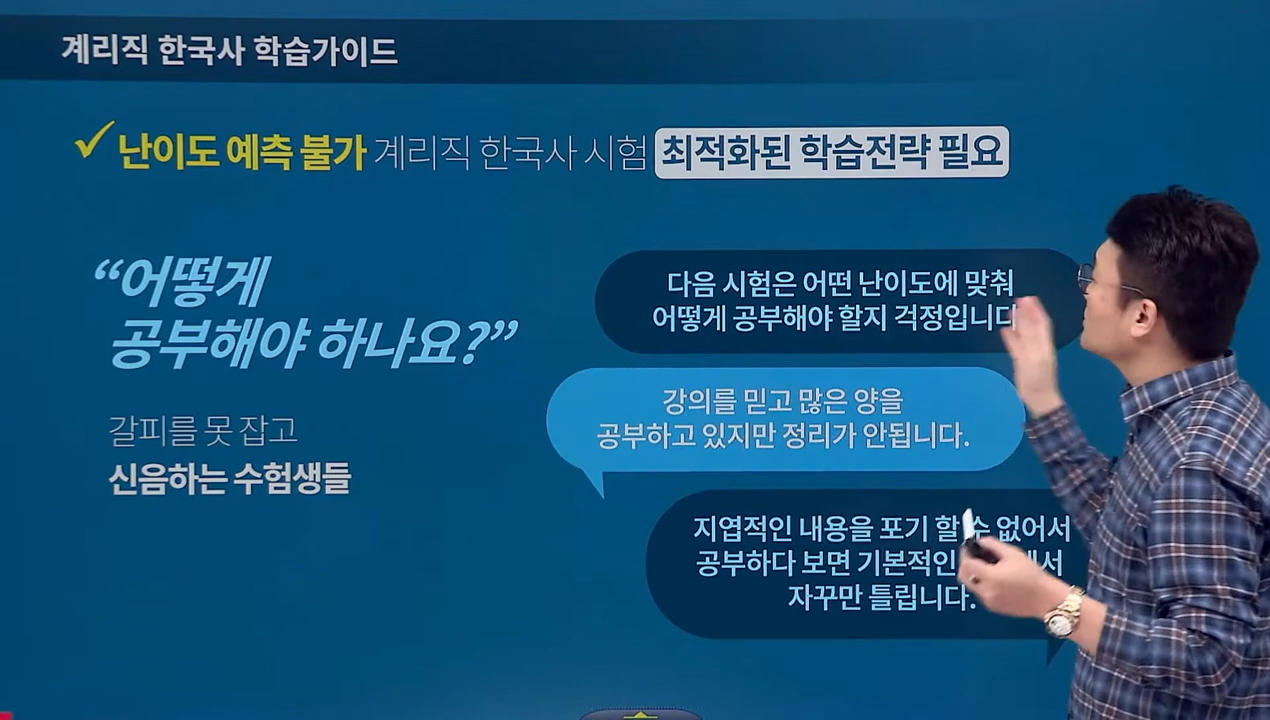 계리직 한국사 학습가이드
난이도 예측 불가 계리직 한국사 시험 최적화된 학습전략 필요
“어떻게
공부해야 하나요?”
갈피를 못 잡고
신음하는 수험생들
다음 시험은 어떤 난이도에 맞춰
어떻게 공부해야 할지 걱정입니다
강의를 믿고 많은 양을
공부하고 있지만 정리가 안됩니다.
지엽적인 내용을 포기 할 수 없어서
공부하다 보면 기본적인
자꾸만 틀립니다.